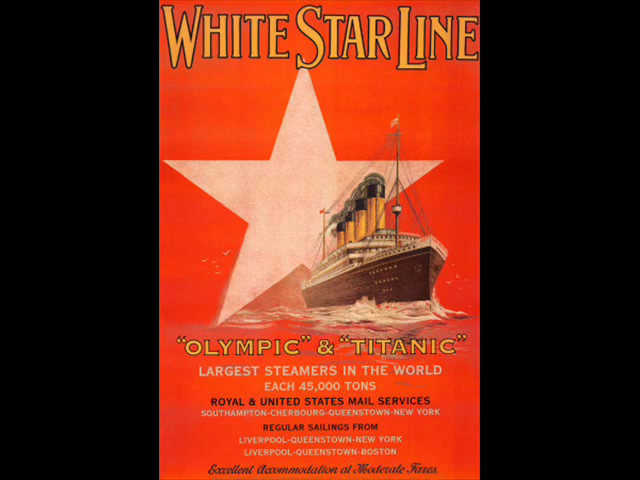 WHITE STAR LINE
"OLYMPIC" & "TITANIC"
LARGEST STEAMERS IN THE WORLD
EACH 45,000 TONS
ROYAL & UNITED STATES MAIL SERVICES
SOUTHAMPTON-CHERBOURG-QUEENSTOWN-NEW YORK
REGULAR SAILINGS FROM
LIVERPOOL-QUEENSTOWN-NEW YORK
LIVERPOOL-QUEENSTOWN-BOSTON
Excellent Accommodation at Moderate Fares.